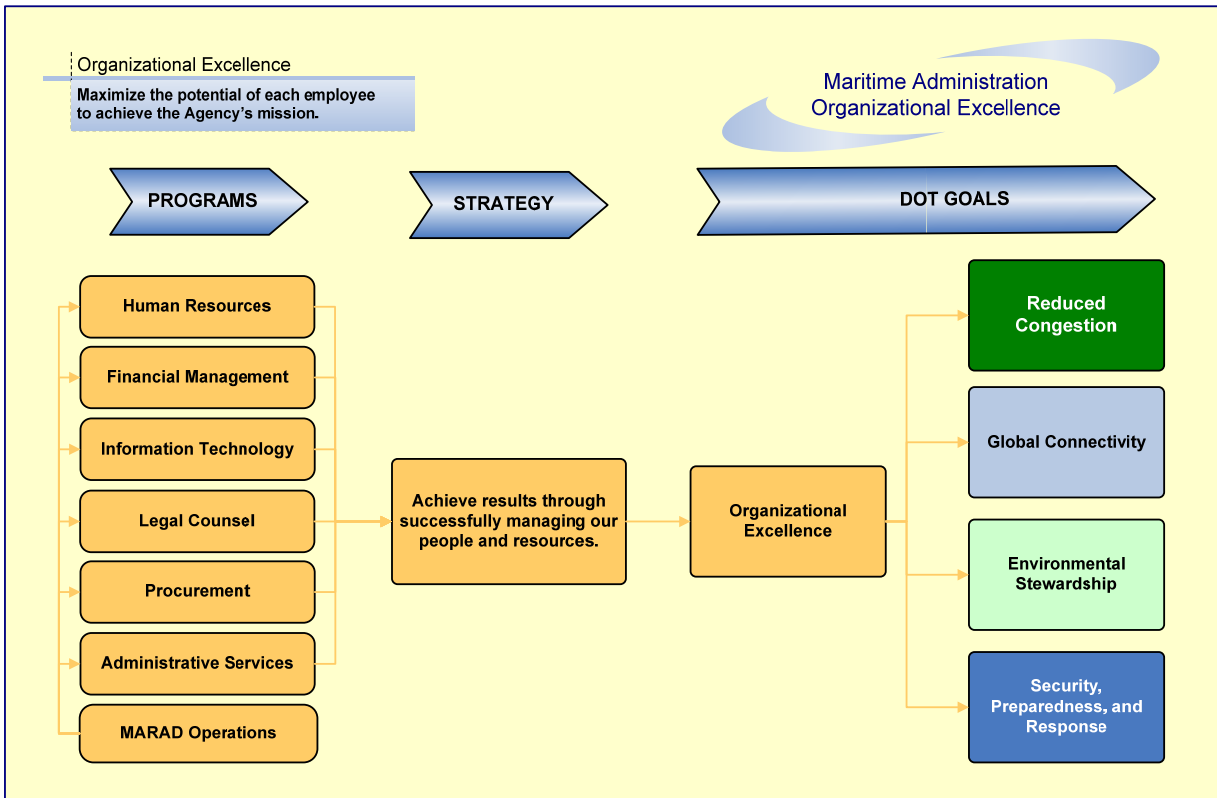 Organizational Excellence
Maximize the potential of each employee
to achieve the Agency’s mission.
Maritime Administration
Organizational Excellence
PROGRAMS
STRATEGY
DOT GOALS
Human Resources
Financial Management
Information Technology
Legal Counsel
Procurement
Administrative Services
MARAD Operations
Achieve results through
successfully managing our
people and resources.
Organizational
Excellence
Reduced
Congestion
Global Connectivity
Environmental
Stewardship
Security,
Preparedness, and
Response